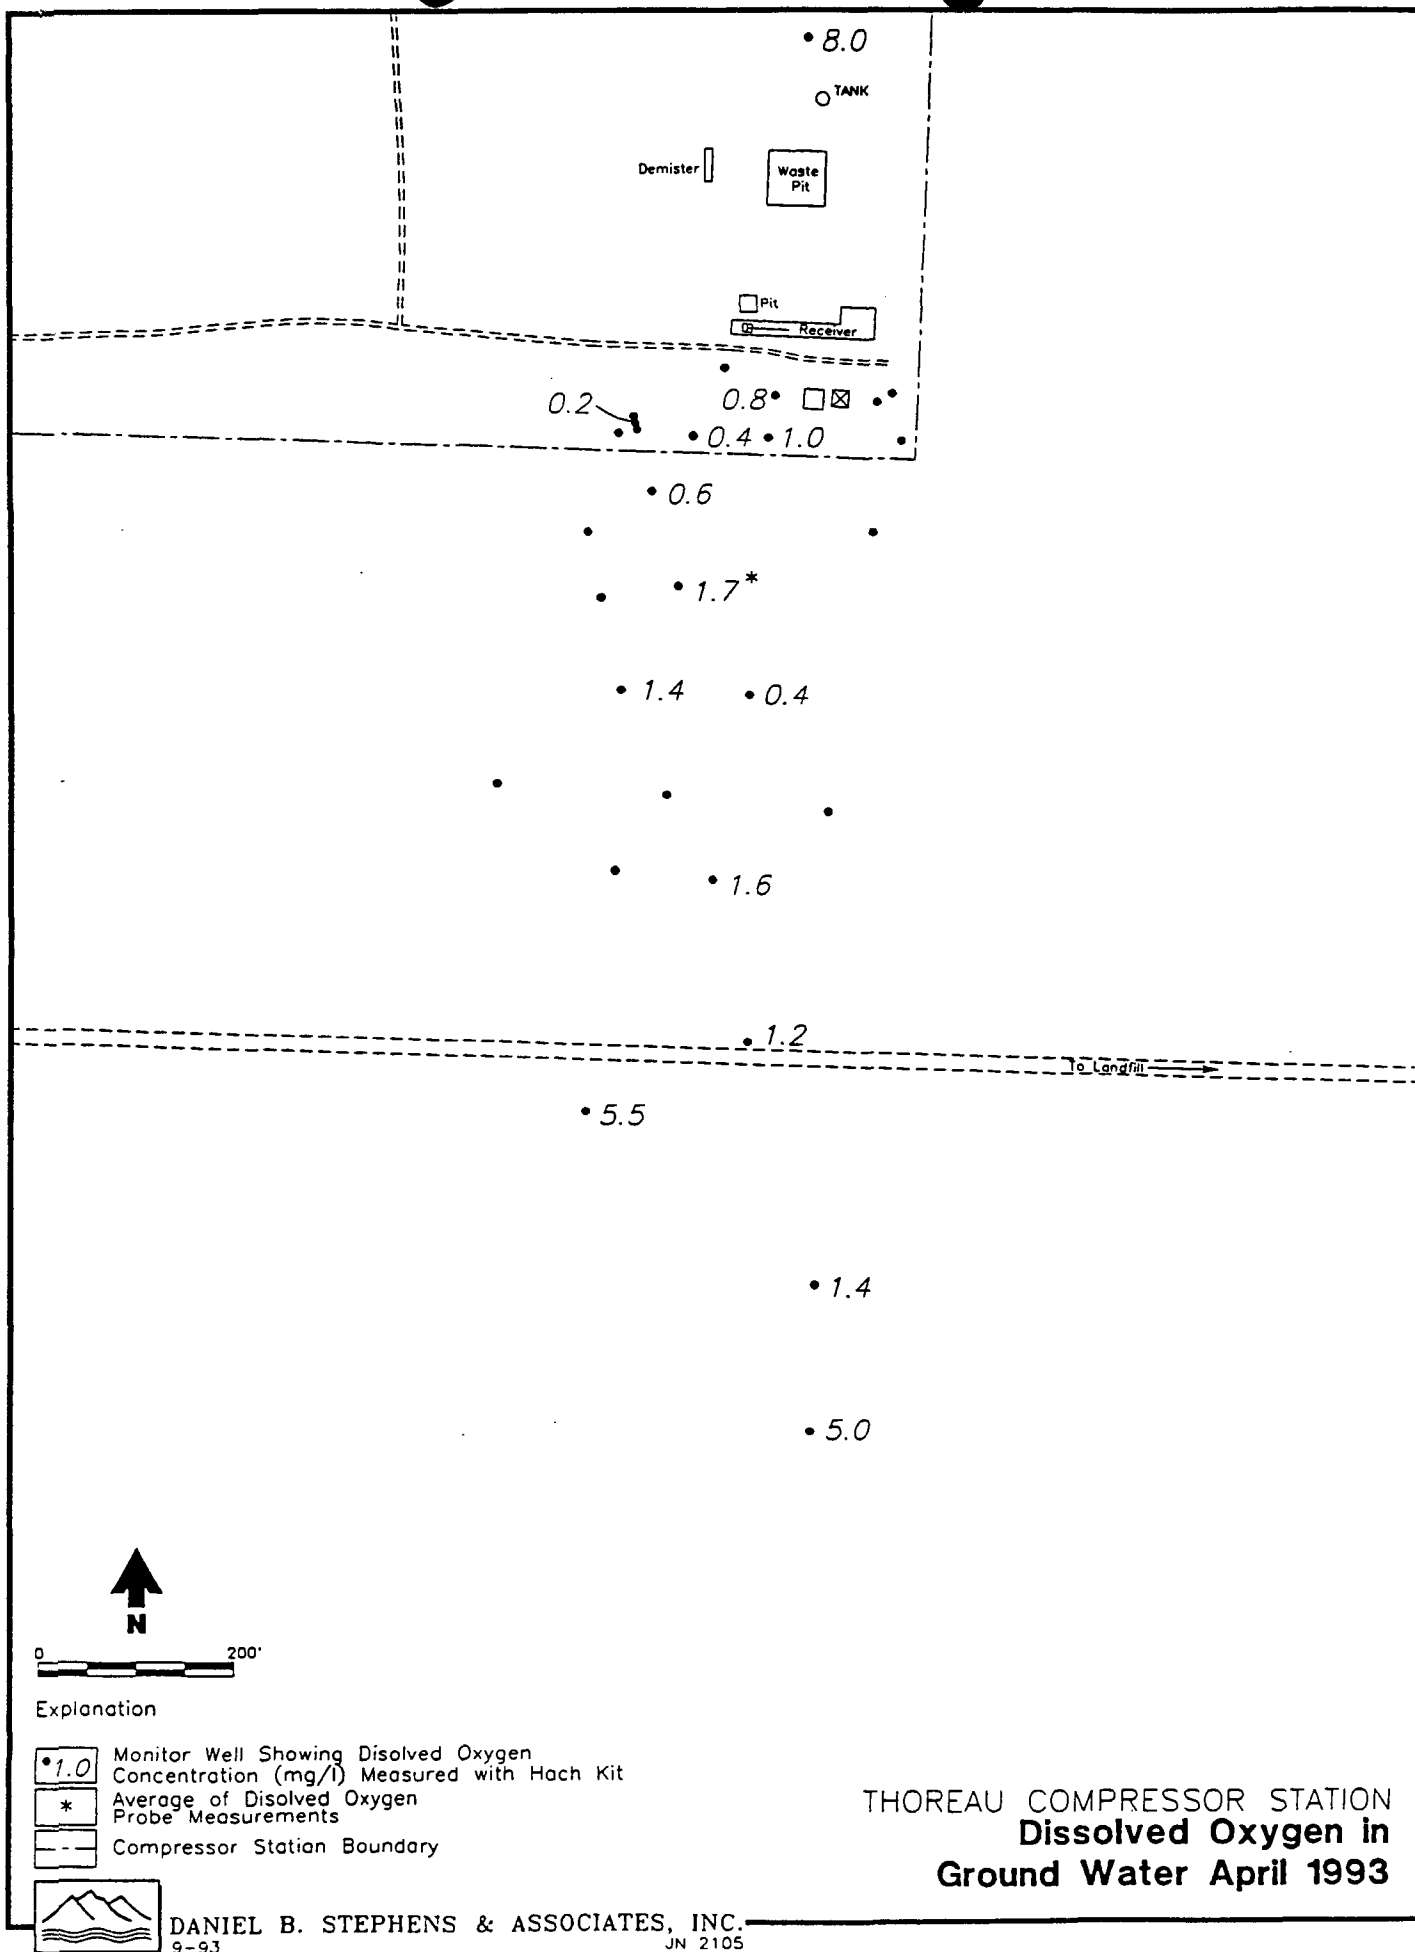 8.0
TANK
Demister
Waste
Pit
Pit
Receiver
0.2
0.8
0.4
1.0
0.6
1.7*
1.4
0.4
1.6
1.2
To Landfill
5.5
1.4
5.0
N
0 200'
Explanation
1.0 Monitor Well Showing Disolved Oxygen
Concentration (mg/l) Measured with Hach Kit
* Average of Disolved Oxygen
Probe Measurements
Compressor Station Boundary
THOREAU COMPRESSOR STATION
Dissolved Oxygen in
Ground Water April 1993
DANIEL B. STEPHENS & ASSOCIATES, INC.
9-93 JN 2105